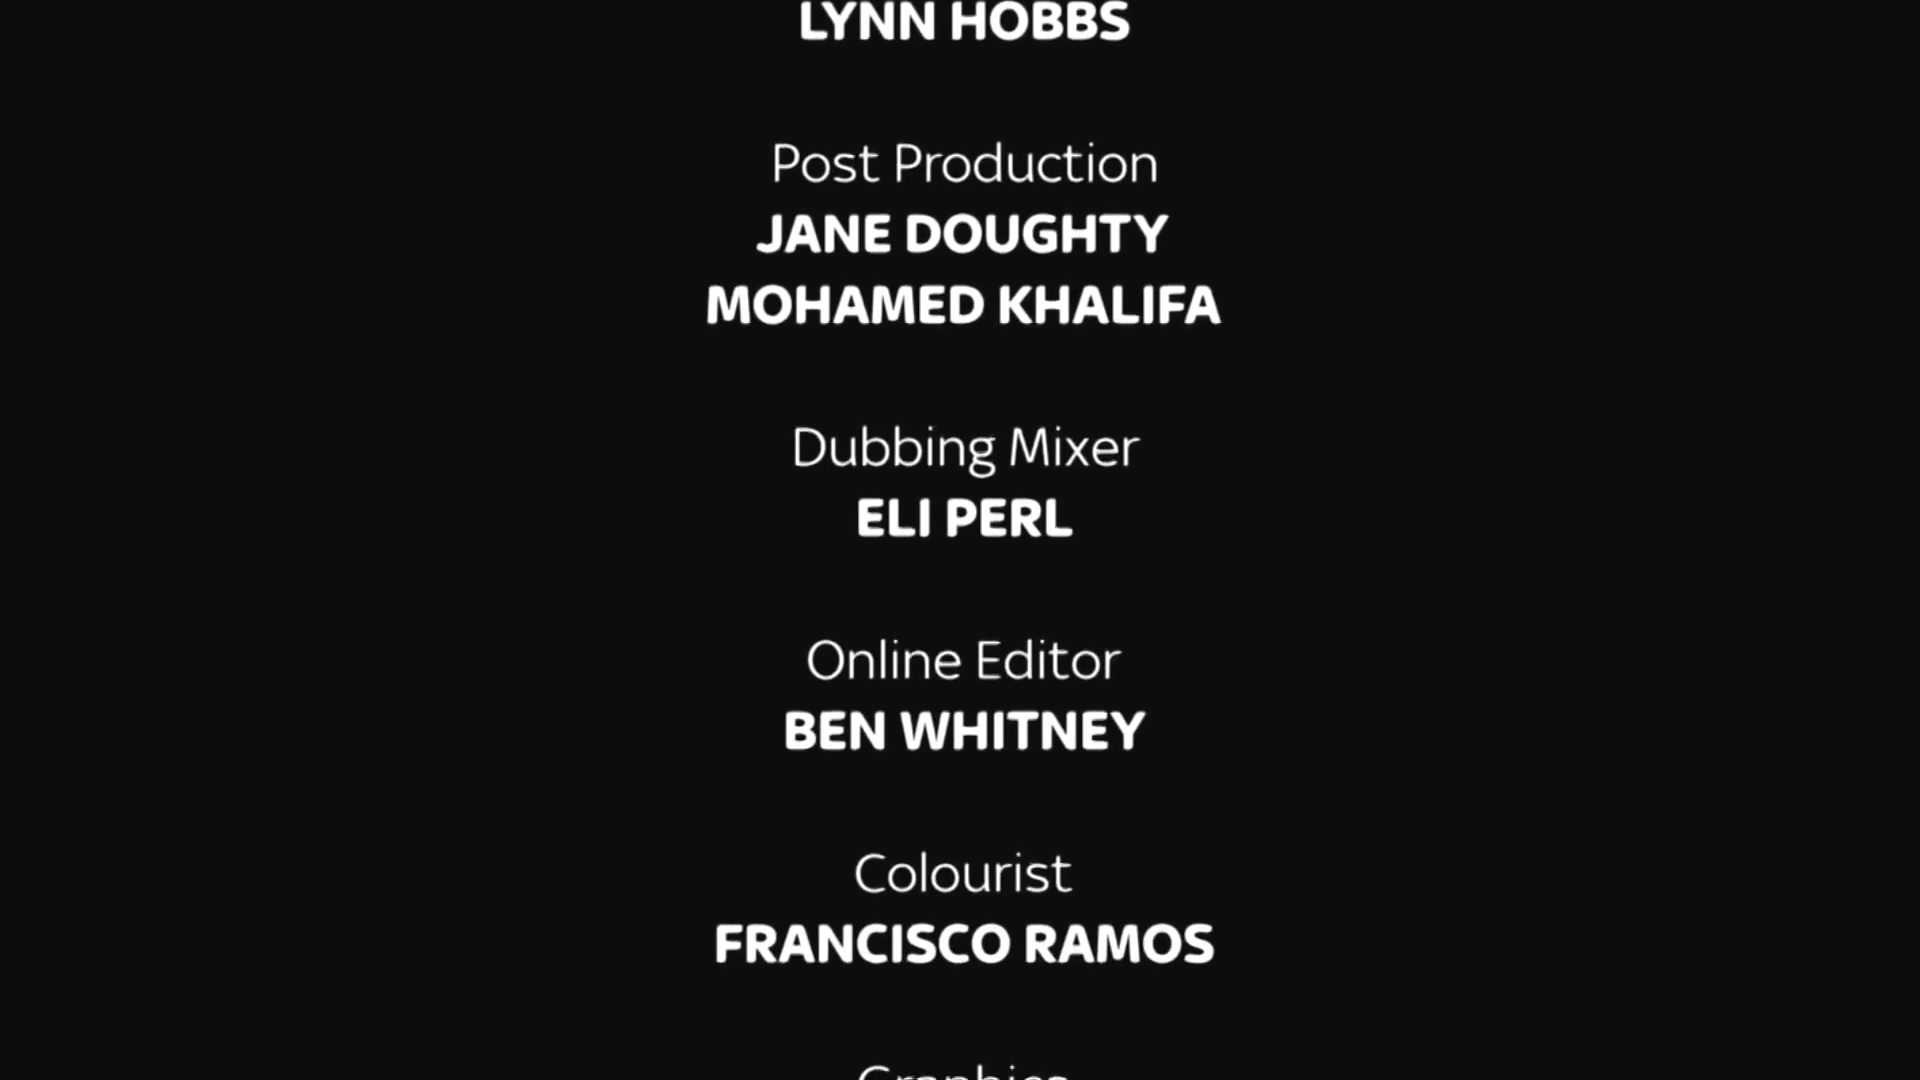 LYNN HOBBS
Post Production
JANE DOUGHTY
MOHAMED KHALIFA
Dubbing Mixer
ELI PERL
Online Editor
BEN WHITNEY
Colourist
FRANCISCO RAMOS
Graphics